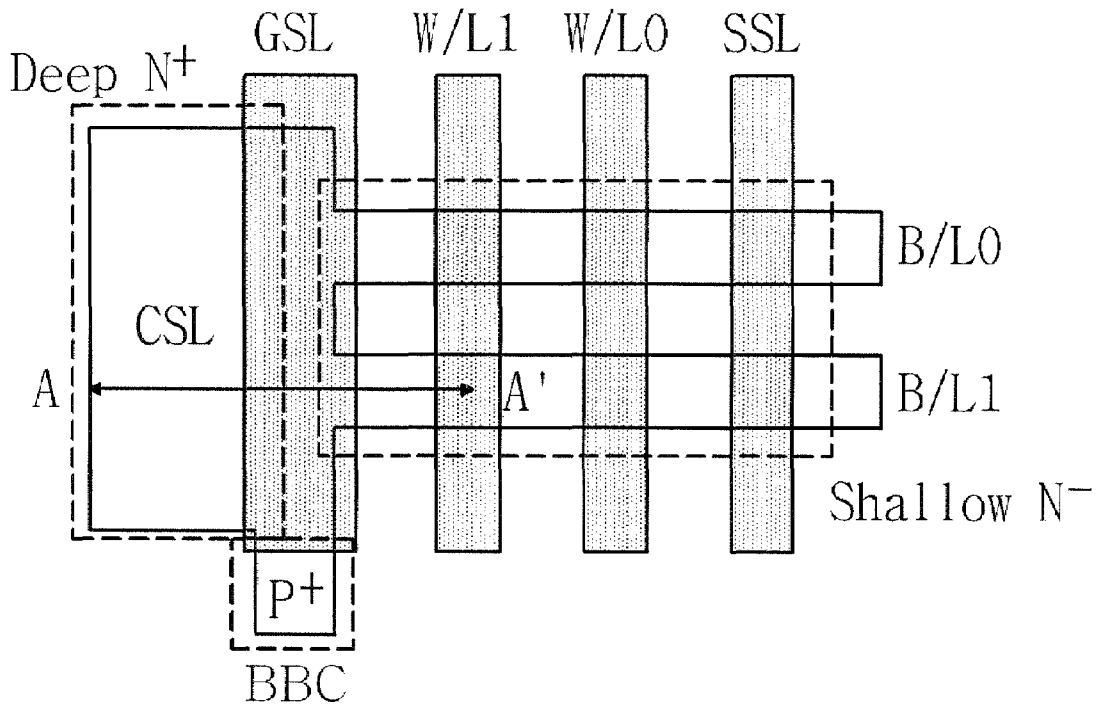 GSL W/L1 W/L0 SSL
Deep N+
B/L0
CSL
A A' B/L1
Shallow N-
P+
BBC